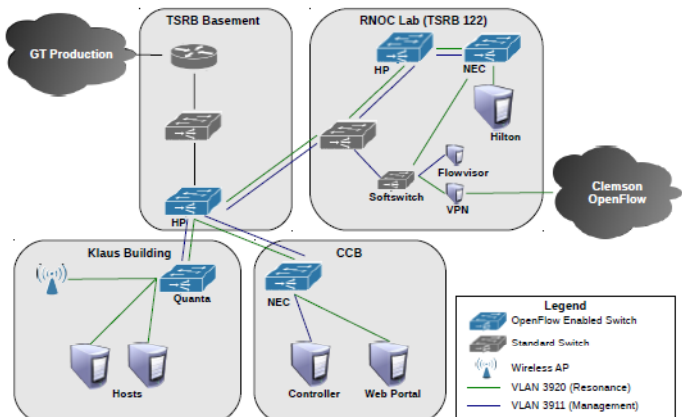 TSRB Basement
RNOC Lab (TSRB 122)
GT Production
HP
NEC
Hilton
Flowvisor
Softswitch
VPN
Clemson
OpenFlow
HP
Klaus Building
CCB
Quanta
NEC
Hosts
Controller
Web Portal
Legend
OpenFlow Enabled Switch
Standard Switch
Wireless AP
VLAN 3920 (Resonance)
VLAN 3911 (Management)